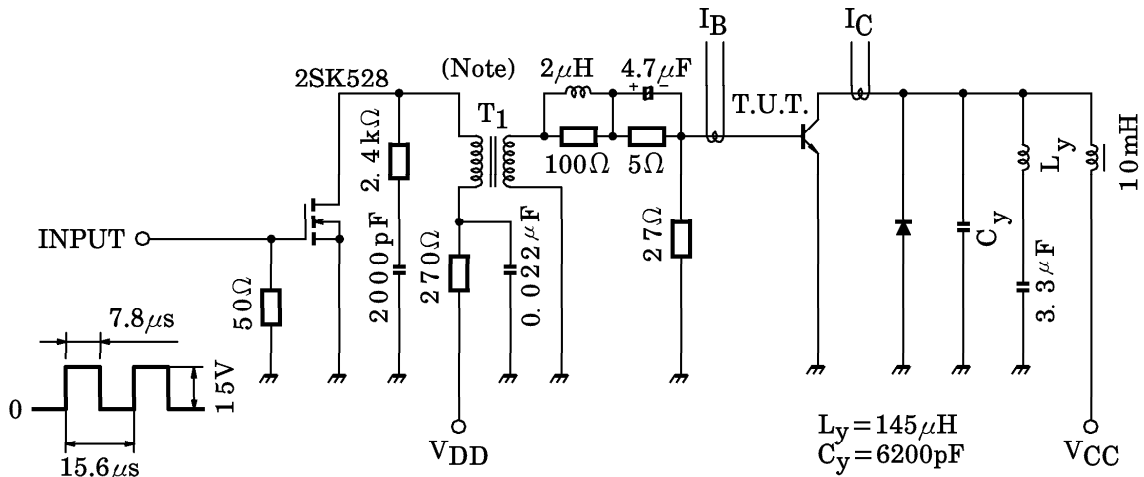 I_B
I_C
2SK528
(Note)
2μH
4.7μF
+ −
T.U.T.
T1
2.4kΩ
100Ω
5Ω
L_y
10mH
INPUT
2000pF
270Ω
0.022μF
27Ω
C_y
3.3μF
50Ω
7.8μs
15V
0
15.6μs
V_DD
L_y=145μH
C_y=6200pF
V_CC